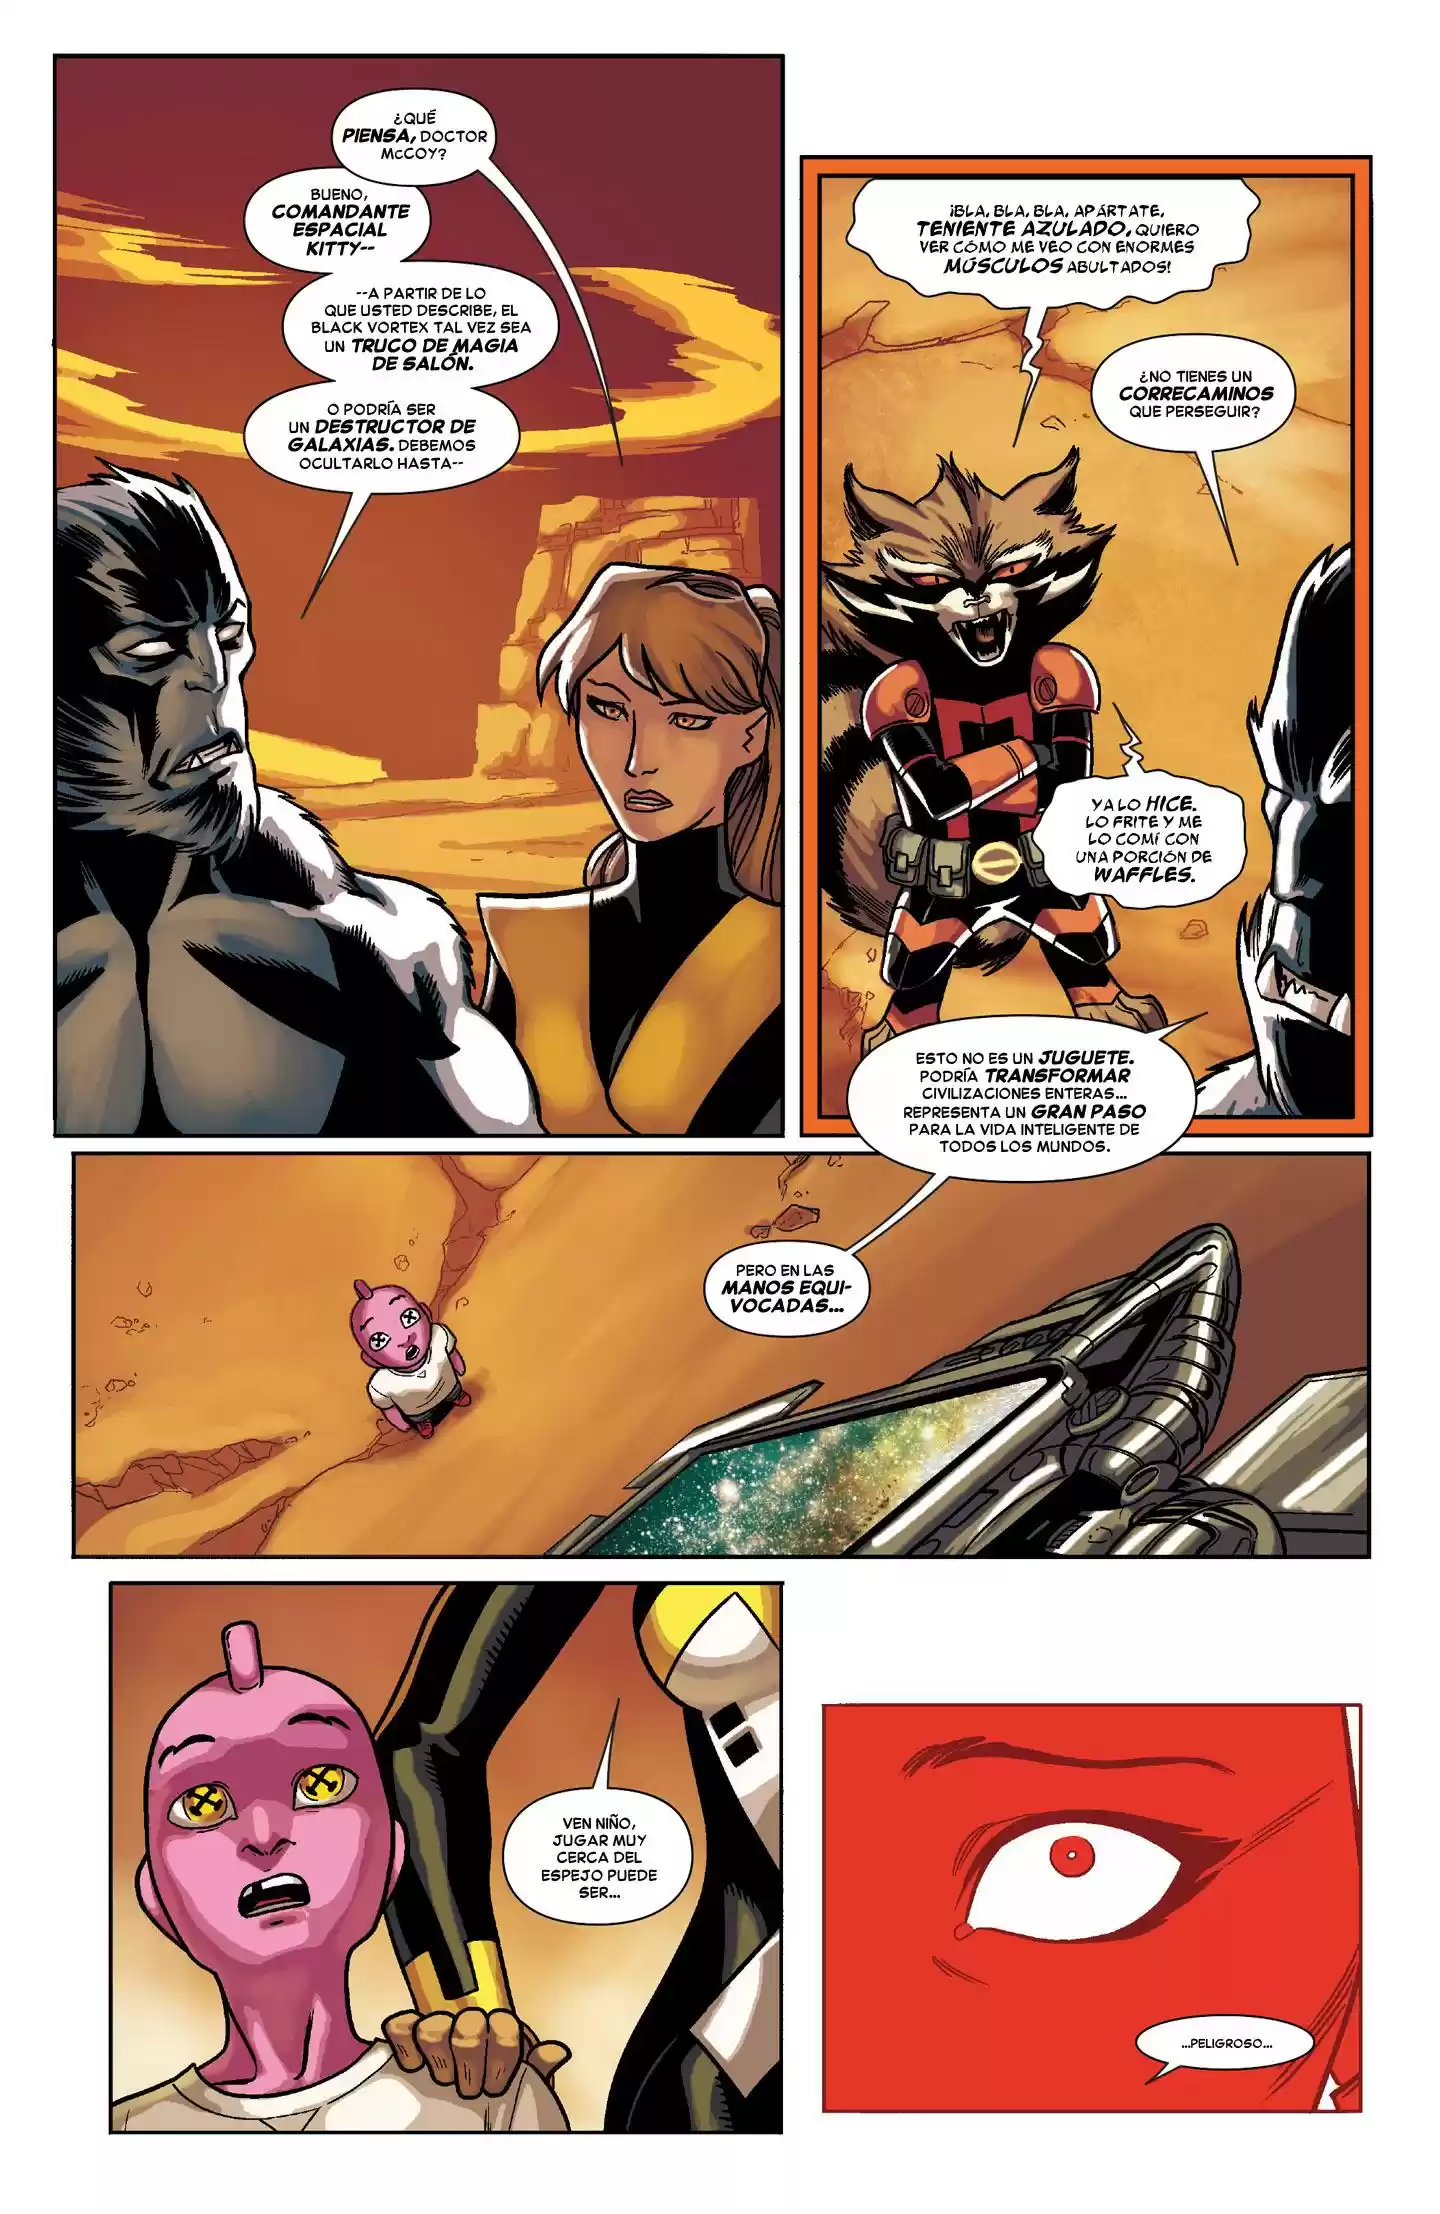 ¿QUÉ
PIENSA, DOCTOR
McCOY?
BUENO,
COMANDANTE
ESPACIAL
KITTY--
--A PARTIR DE LO
QUE USTED DESCRIBE, EL
BLACK VORTEX TAL VEZ SEA
UN TRUCO DE MAGIA
DE SALÓN.
O PODRÍA SER
UN DESTRUCTOR DE
GALAXIAS. DEBEMOS
OCULTARLO HASTA--
¡BLA, BLA, BLA, APÁRTATE,
TENIENTE AZULADO, QUIERO
VER CÓMO ME VEO CON ENORMES
MÚSCULOS ABULTADOS!
¿NO TIENES UN
CORRECAMINOS
QUE PERSEGUIR?
YA LO HICE.
LO FRITE Y ME
LO COMÍ CON
UNA PORCIÓN DE
WAFFLES.
ESTO NO ES UN JUGUETE.
PODRÍA TRANSFORMAR
CIVILIZACIONES ENTERAS...
REPRESENTA UN GRAN PASO
PARA LA VIDA INTELIGENTE DE
TODOS LOS MUNDOS.
PERO EN LAS
MANOS EQUI-
VOCADAS...
VEN NIÑO,
JUGAR MUY
CERCA DEL
ESPEJO PUEDE
SER...
...PELIGROSO...